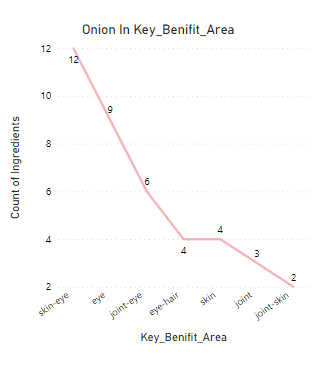 Onion In Key_Benifit_Area
Count of Ingredients
12
10
8
6
4
2
12
9
6
4
4
3
2
skin-eye
eye
joint-eye
eye-hair
skin
joint
joint-skin
Key_Benifit_Area